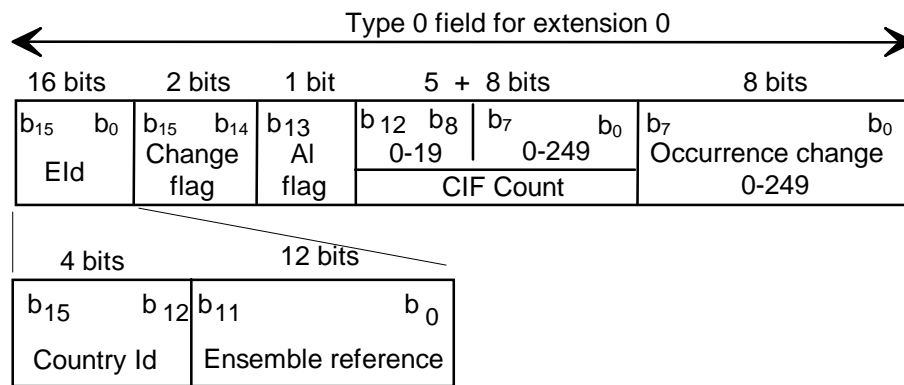 Type 0 field for extension 0
16 bits 2 bits 1 bit 5 + 8 bits 8 bits
b15 b0 b15 b14 b13 b12 b8 b7 b0 b7 b0
EId Change flag AI flag 0-19 0-249 CIF Count Occurrence change 0-249
4 bits 12 bits
b15 b12 b11 b0
Country Id Ensemble reference